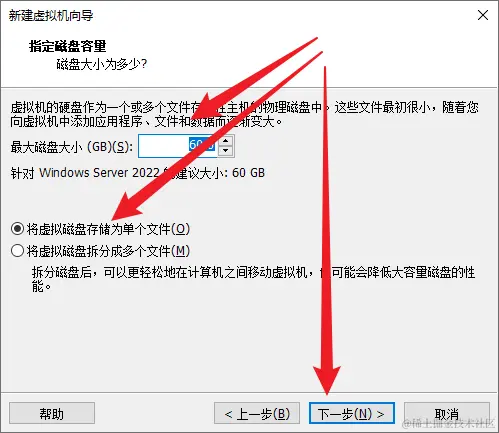 新建虚拟机向导
指定磁盘容量
磁盘大小为多少?
虚拟机的硬盘作为一个或多个文件存 主机的物理磁盘中。这些文件最初很小，随着您
向虚拟机中添加应用程序、文件和数据而逐渐变大。
最大磁盘大小 (GB)(S):
针对 Windows Server 2022 建议大小: 60 GB
将虚拟磁盘存储为单个文件(O)
将虚拟磁盘拆分成多个文件(M)
拆分磁盘后，可以更轻松地在计算机之间移动虚拟机， 可能会降低大容量磁盘的性
能。
帮助
< 上一步(B)
下一步(N) >
取消
@稀土掘金技术社区